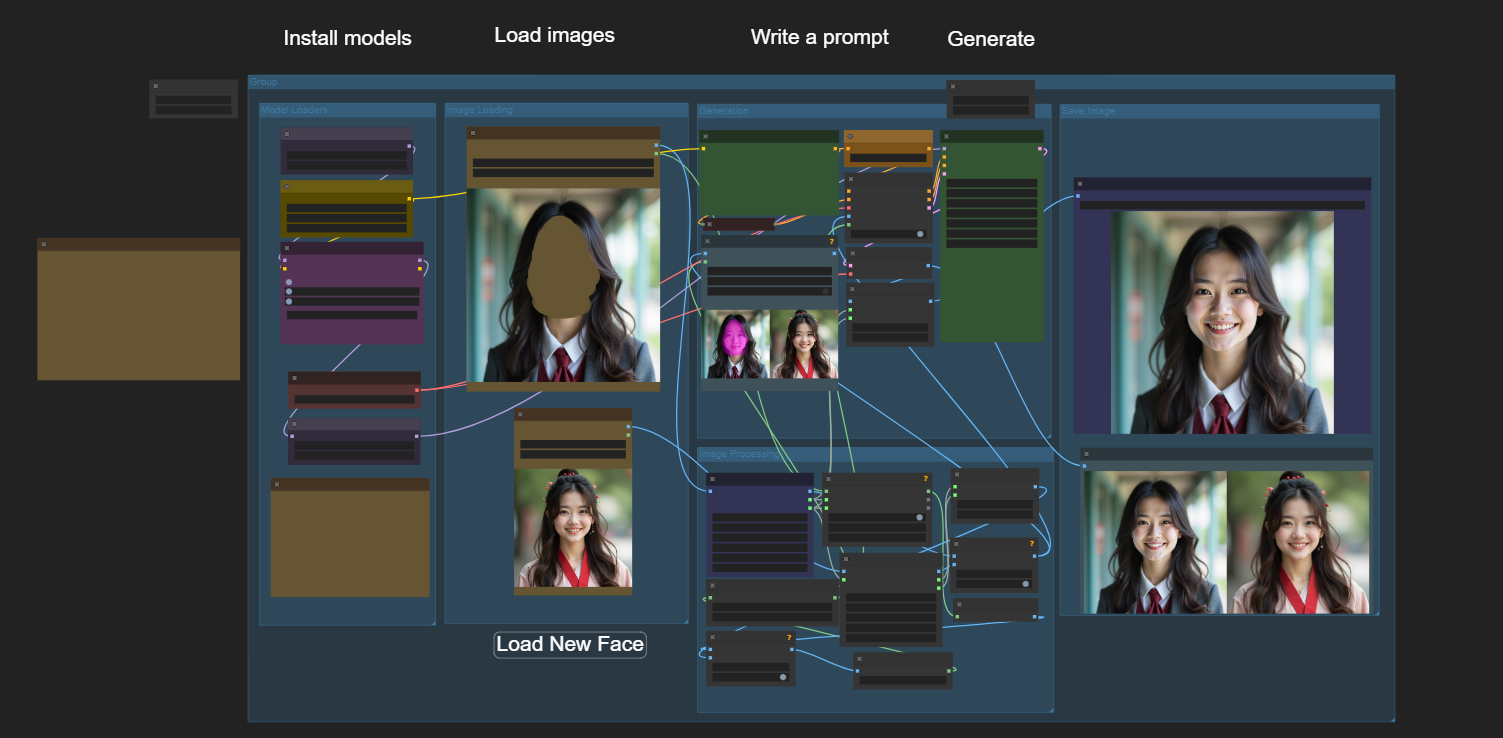 Install models
Load images
Write a prompt
Generate
Group
Model Loaders
Image Loading
Generation
Save Image
?
Image Processing
?
?
?
Load New Face